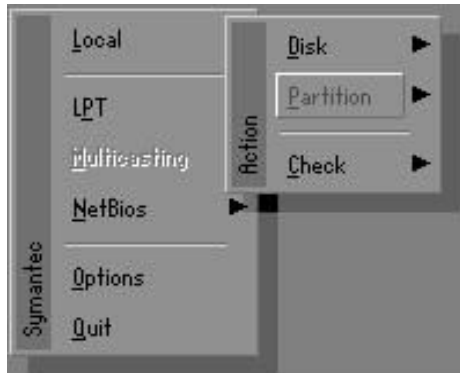 Local
LPT
Multicasting
NetBios
Options
Quit
Symantec
Disk
Partition
Check
Action